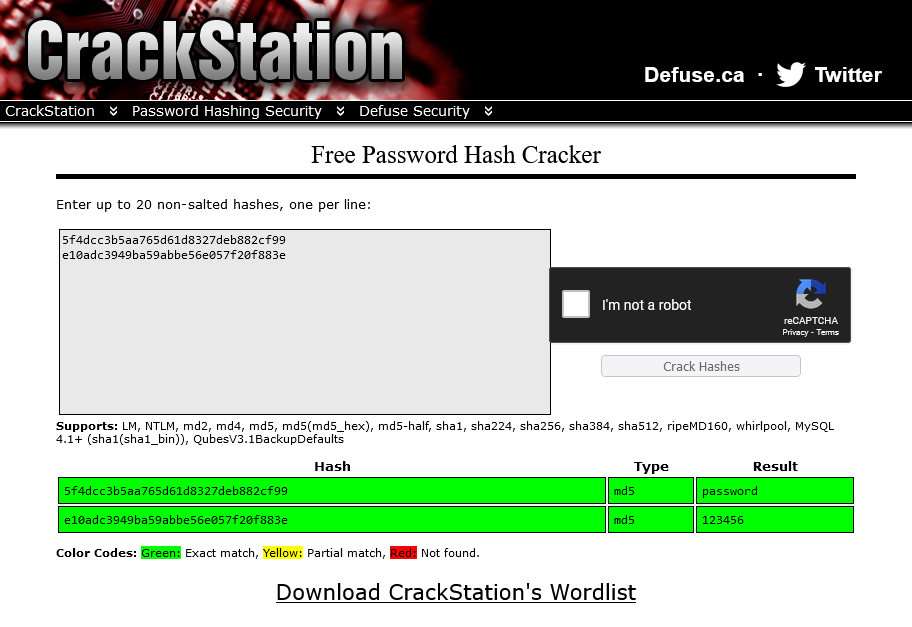 CrackStation
Defuse.ca · Twitter
CrackStation Password Hashing Security Defuse Security
Free Password Hash Cracker
Enter up to 20 non-salted hashes, one per line:
5f4dcc3b5aa765d61d8327deb882cf99
e10adc3949ba59abbe56e057f20f883e
I'm not a robot
reCAPTCHA
Privacy - Terms
Crack Hashes
Supports: LM, NTLM, md2, md4, md5, md5(md5_hex), md5-half, sha1, sha224, sha256, sha384, sha512, ripeMD160, whirlpool, MySQL
4.1+ (sha1(sha1_bin)), QubesV3.1BackupDefaults
Hash Type Result
5f4dcc3b5aa765d61d8327deb882cf99 md5 password
e10adc3949ba59abbe56e057f20f883e md5 123456
Color Codes: Green: Exact match, Yellow: Partial match, Red: Not found.
Download CrackStation's Wordlist